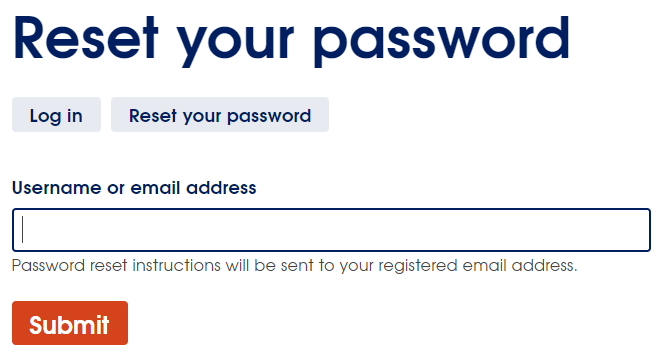 Reset your password
Log in Reset your password
Username or email address
Password reset instructions will be sent to your registered email address.
Submit